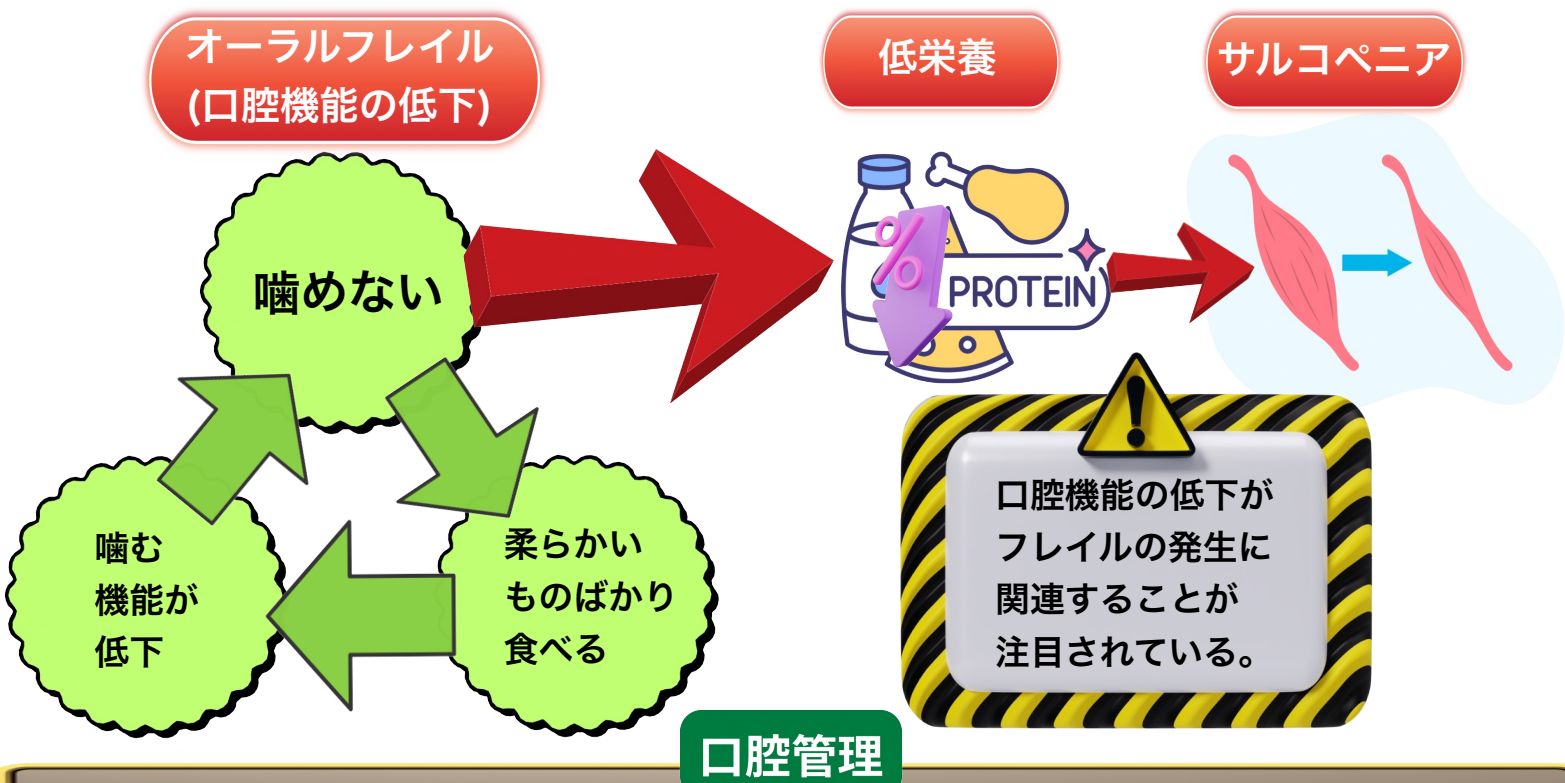 オーラルフレイル
(口腔機能の低下)
低栄養
サルコペニア
噛めない
%
PROTEIN
噛む
機能が
低下
柔らかい
ものばかり
食べる
口腔機能の低下が
フレイルの発生に
関連することが
注目されている。
口腔管理